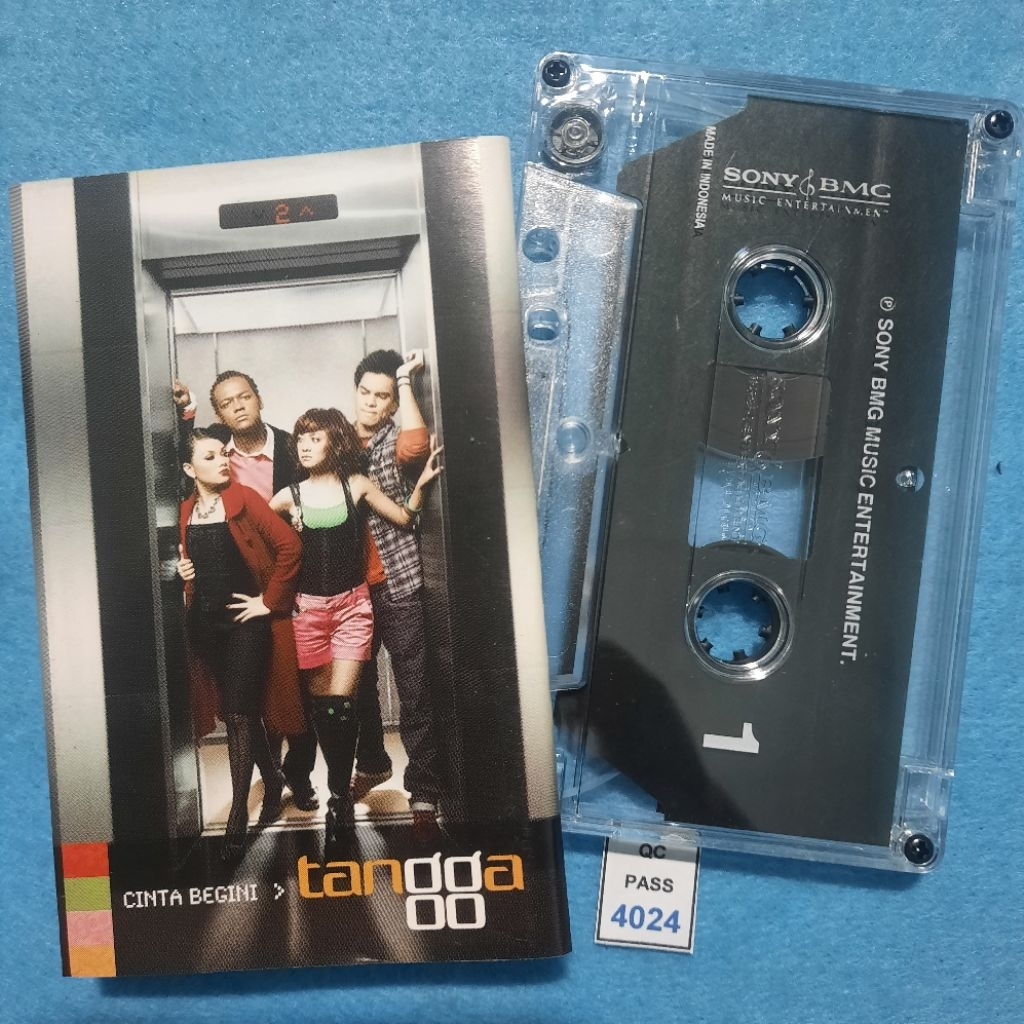 2
CINTA BEGINI > tangga
MADE IN INDONESIA
SONY BMG
MUSIC ENTERTAINMENT
℗ SONY BMG MUSIC ENTERTAINMENT.
1
QC
PASS
4024